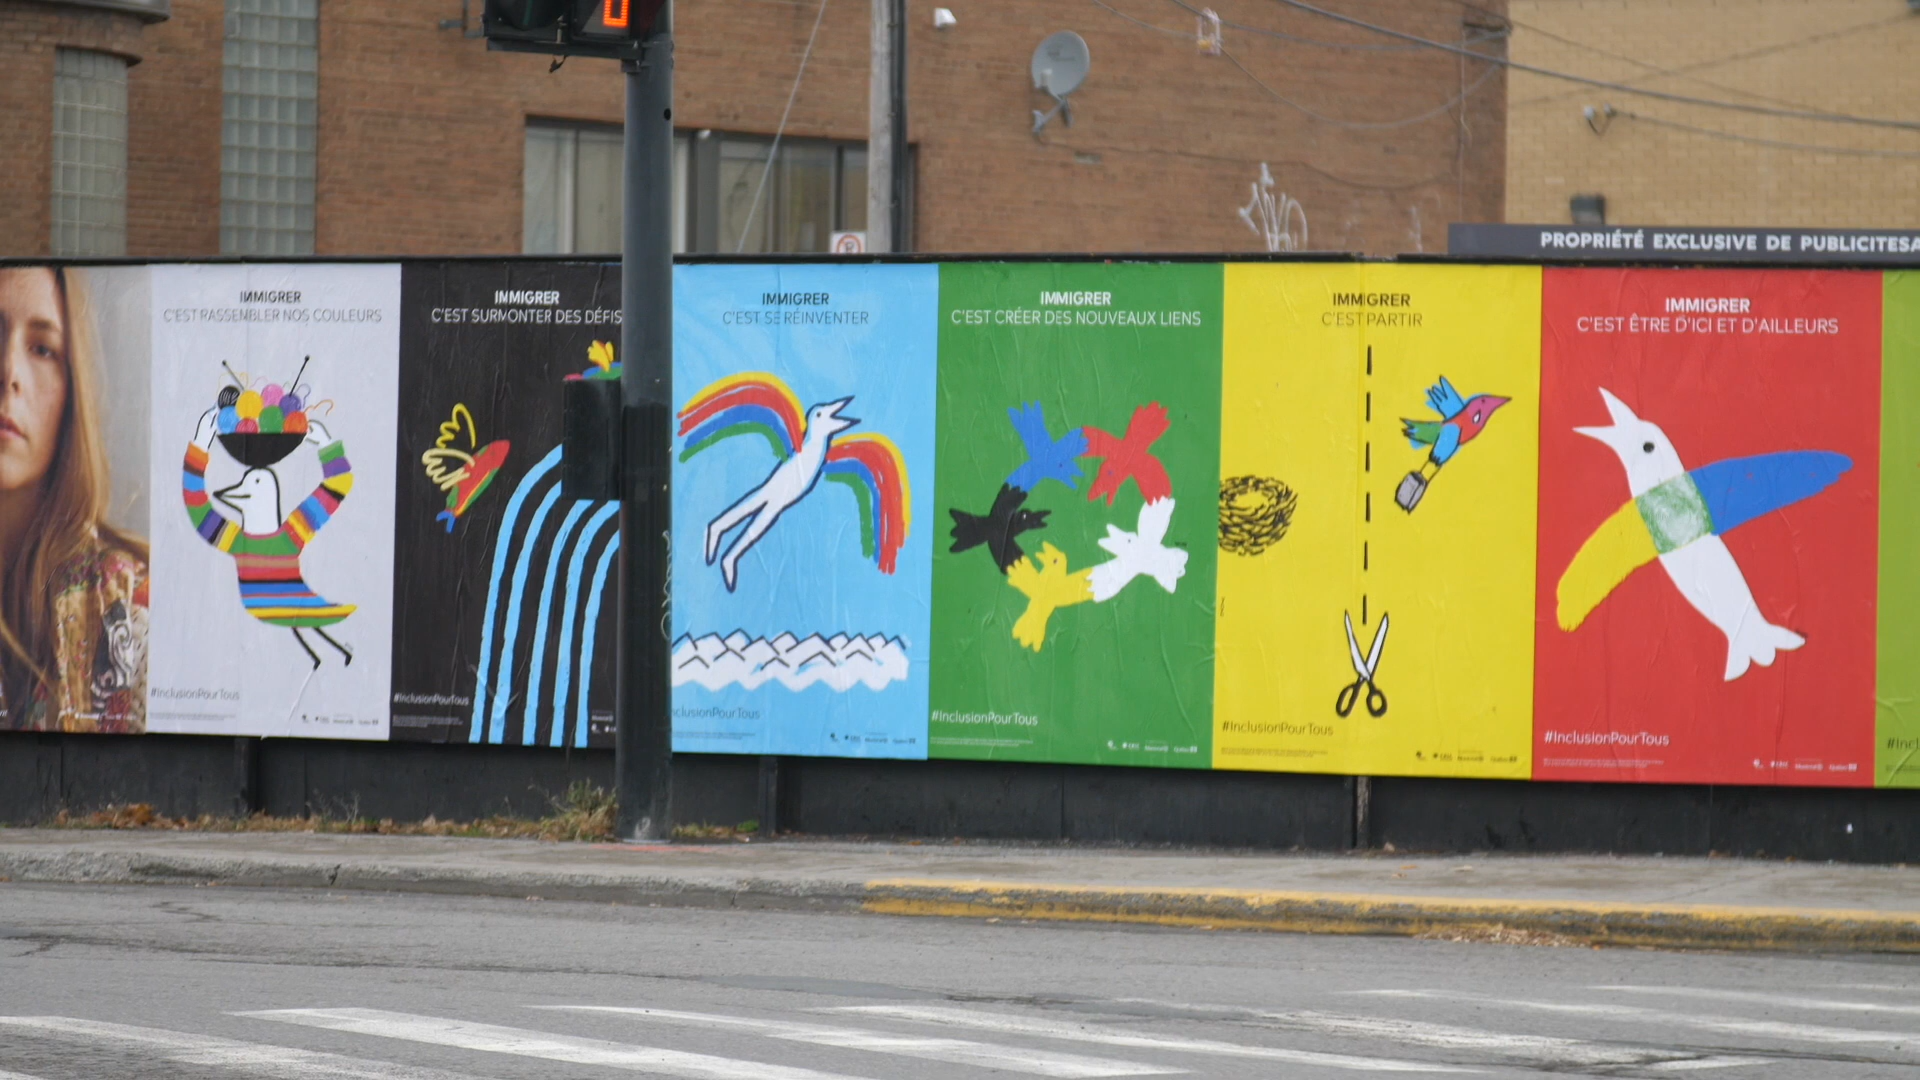 PROPRIÉTÉ EXCLUSIVE DE PUBLICITESA
IMMIGRER
C'EST RASSEMBLER NOS COULEURS
#InclusionPourTous
IMMIGRER
C'EST SURMONTER DES DÉFIS
#InclusionPourTous
IMMIGRER
C'EST SE RÉINVENTER
clusionPourTous
IMMIGRER
C'EST CRÉER DES NOUVEAUX LIENS
#InclusionPourTous
IMMIGRER
C'EST PARTIR
#InclusionPourTous
IMMIGRER
C'EST ÊTRE D'ICI ET D'AILLEURS
#InclusionPourTous
#Incl